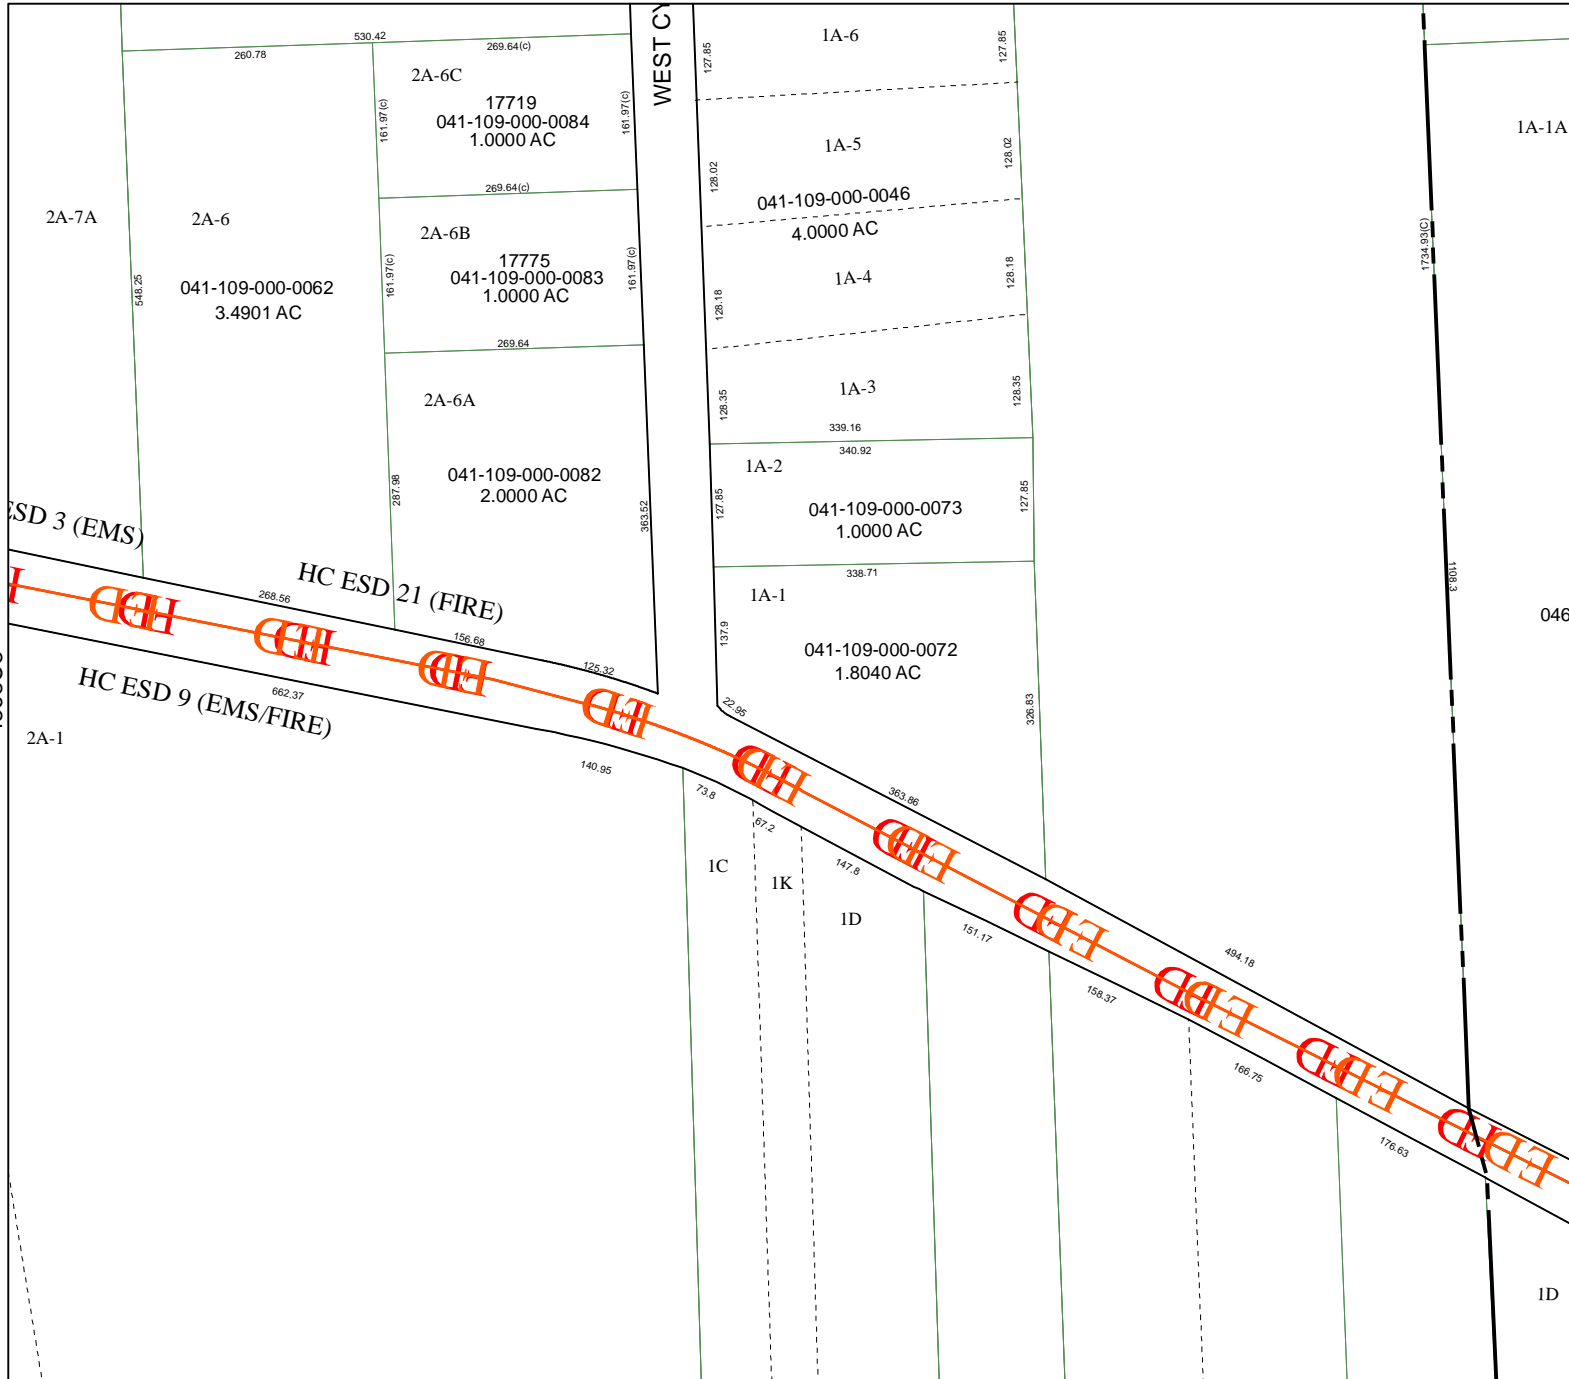 530.42
260.78
269.64(c)
2A-6C
17719
041-109-000-0084
1.0000 AC
161.97(c)
161.97(c)
WEST CY
127.85
1A-6
127.85
1A-5
128.02
128.02
041-109-000-0046
4.0000 AC
1A-4
128.18
128.18
1A-3
128.35
128.35
339.16
1A-1A
1734.93(C)
2A-7A
2A-6
548.25
041-109-000-0062
3.4901 AC
269.64(c)
2A-6B
17775
041-109-000-0083
1.0000 AC
161.97(c)
161.97(c)
269.64
2A-6A
041-109-000-0082
2.0000 AC
287.98
363.52
340.92
1A-2
127.85
127.85
041-109-000-0073
1.0000 AC
338.71
1A-1
137.9
041-109-000-0072
1.8040 AC
326.83
22.95
1108.3
046
ESD 3 (EMS)
HC ESD 21 (FIRE)
268.56
156.68
125.32
HC ESD 9 (EMS/FIRE)
662.37
2A-1
140.95
73.8
67.2
147.8
363.86
1C
1K
1D
151.17
158.37
494.18
166.75
176.63
1D